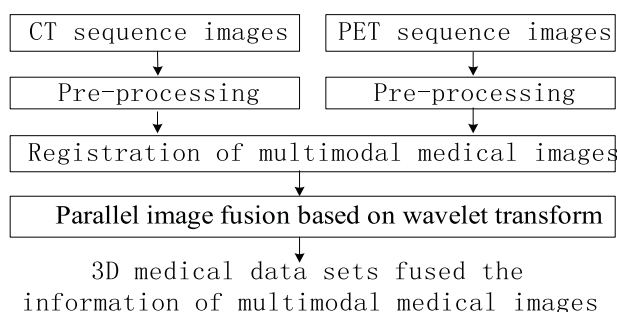 CT sequence images
PET sequence images
Pre-processing
Pre-processing
Registration of multimodal medical images
Parallel image fusion based on wavelet transform
3D medical data sets fused the
information of multimodal medical images